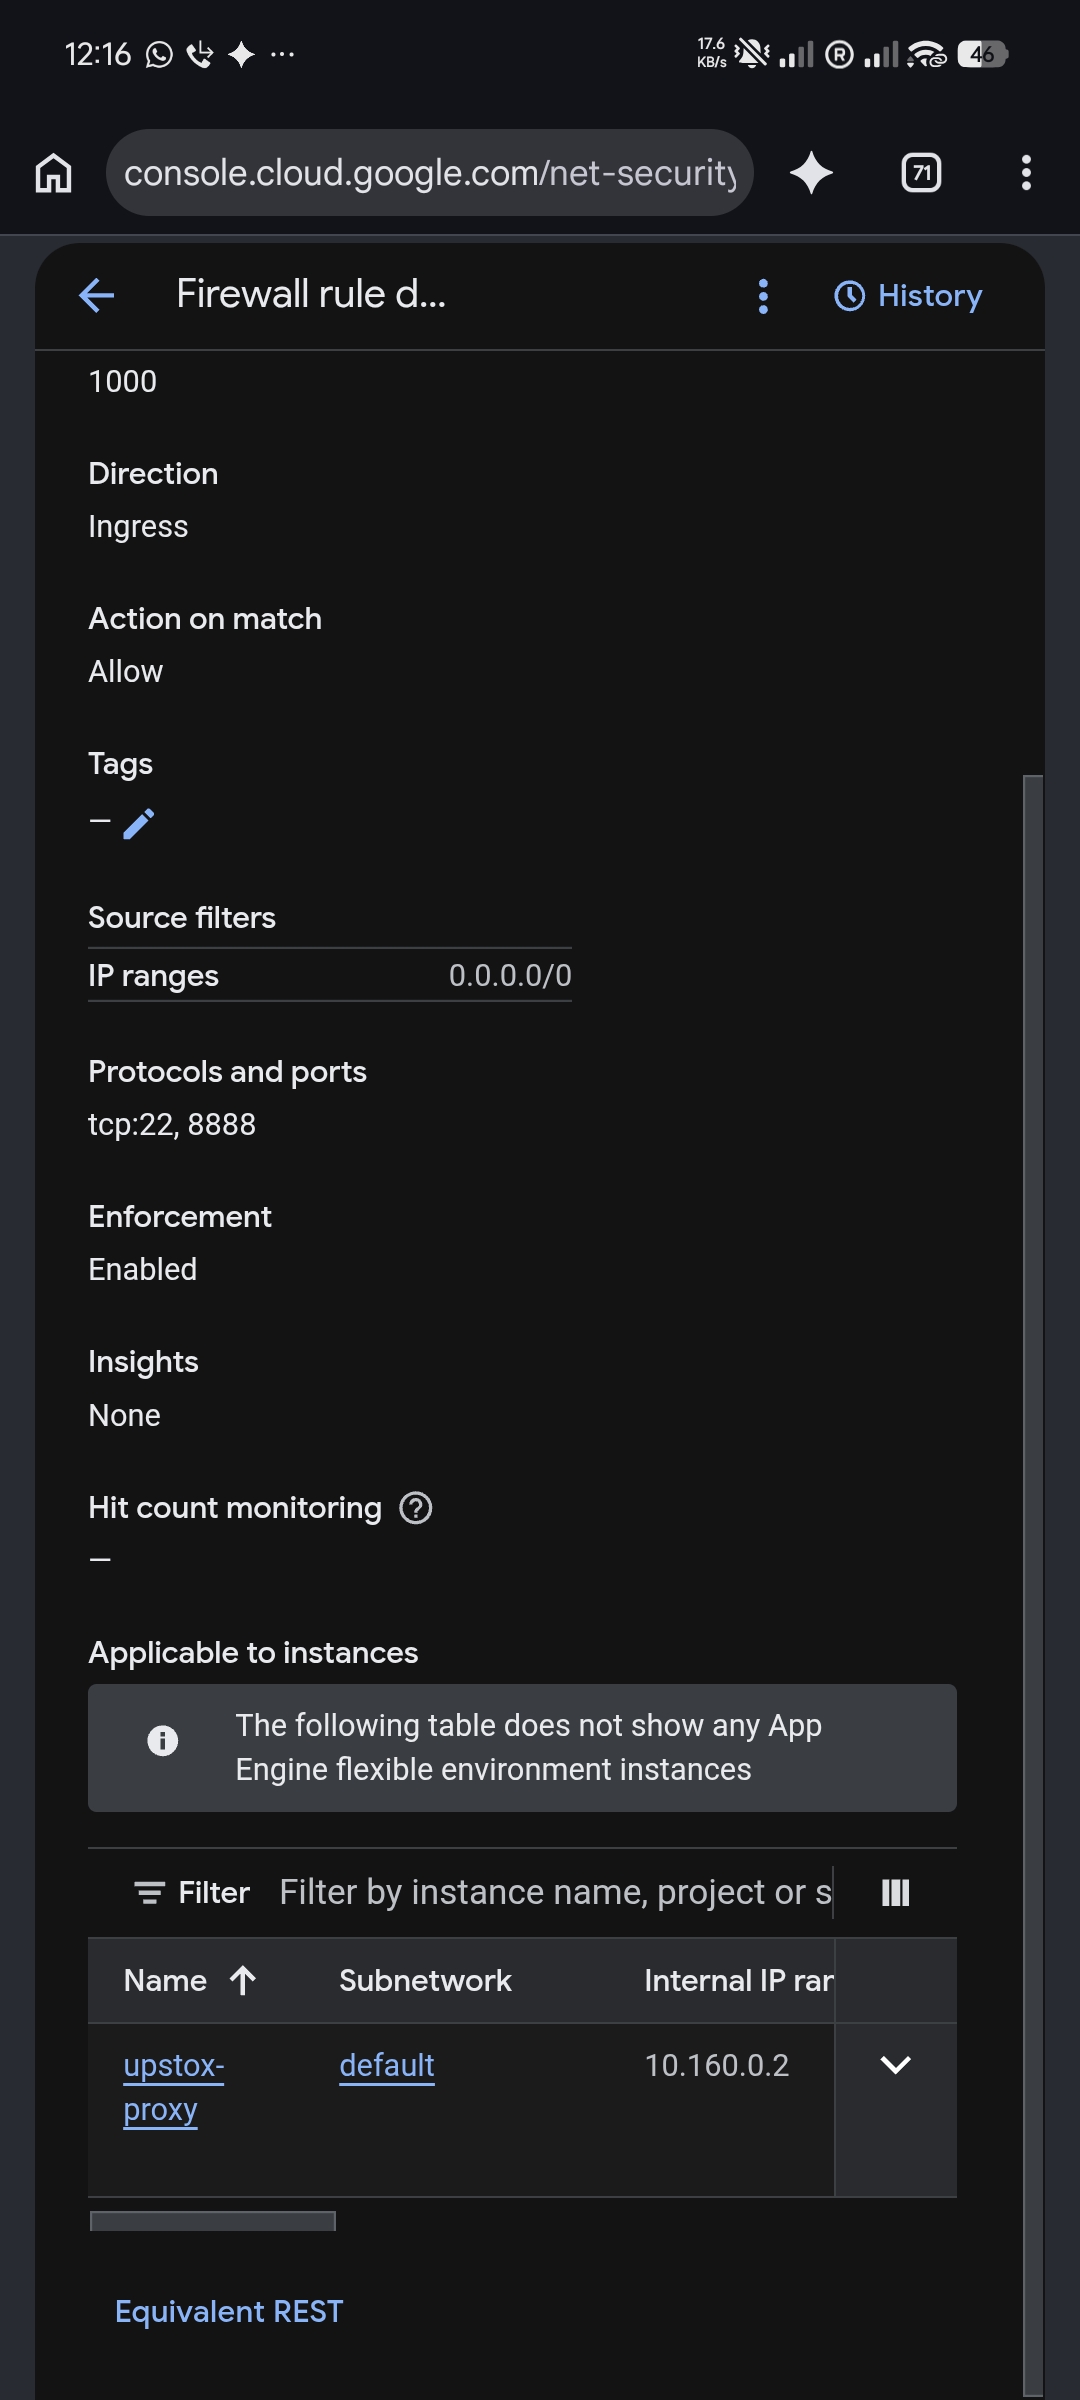 12:16
17.6
KB/s
R
46
console.cloud.google.com/net-security
71
Firewall rule d...
History
1000
Direction
Ingress
Action on match
Allow
Tags
—
Source filters
IP ranges 0.0.0.0/0
Protocols and ports
tcp:22, 8888
Enforcement
Enabled
Insights
None
Hit count monitoring
—
Applicable to instances
The following table does not show any App
Engine flexible environment instances
Filter Filter by instance name, project or s
Name Subnetwork Internal IP ran
upstox- default 10.160.0.2
proxy
Equivalent REST